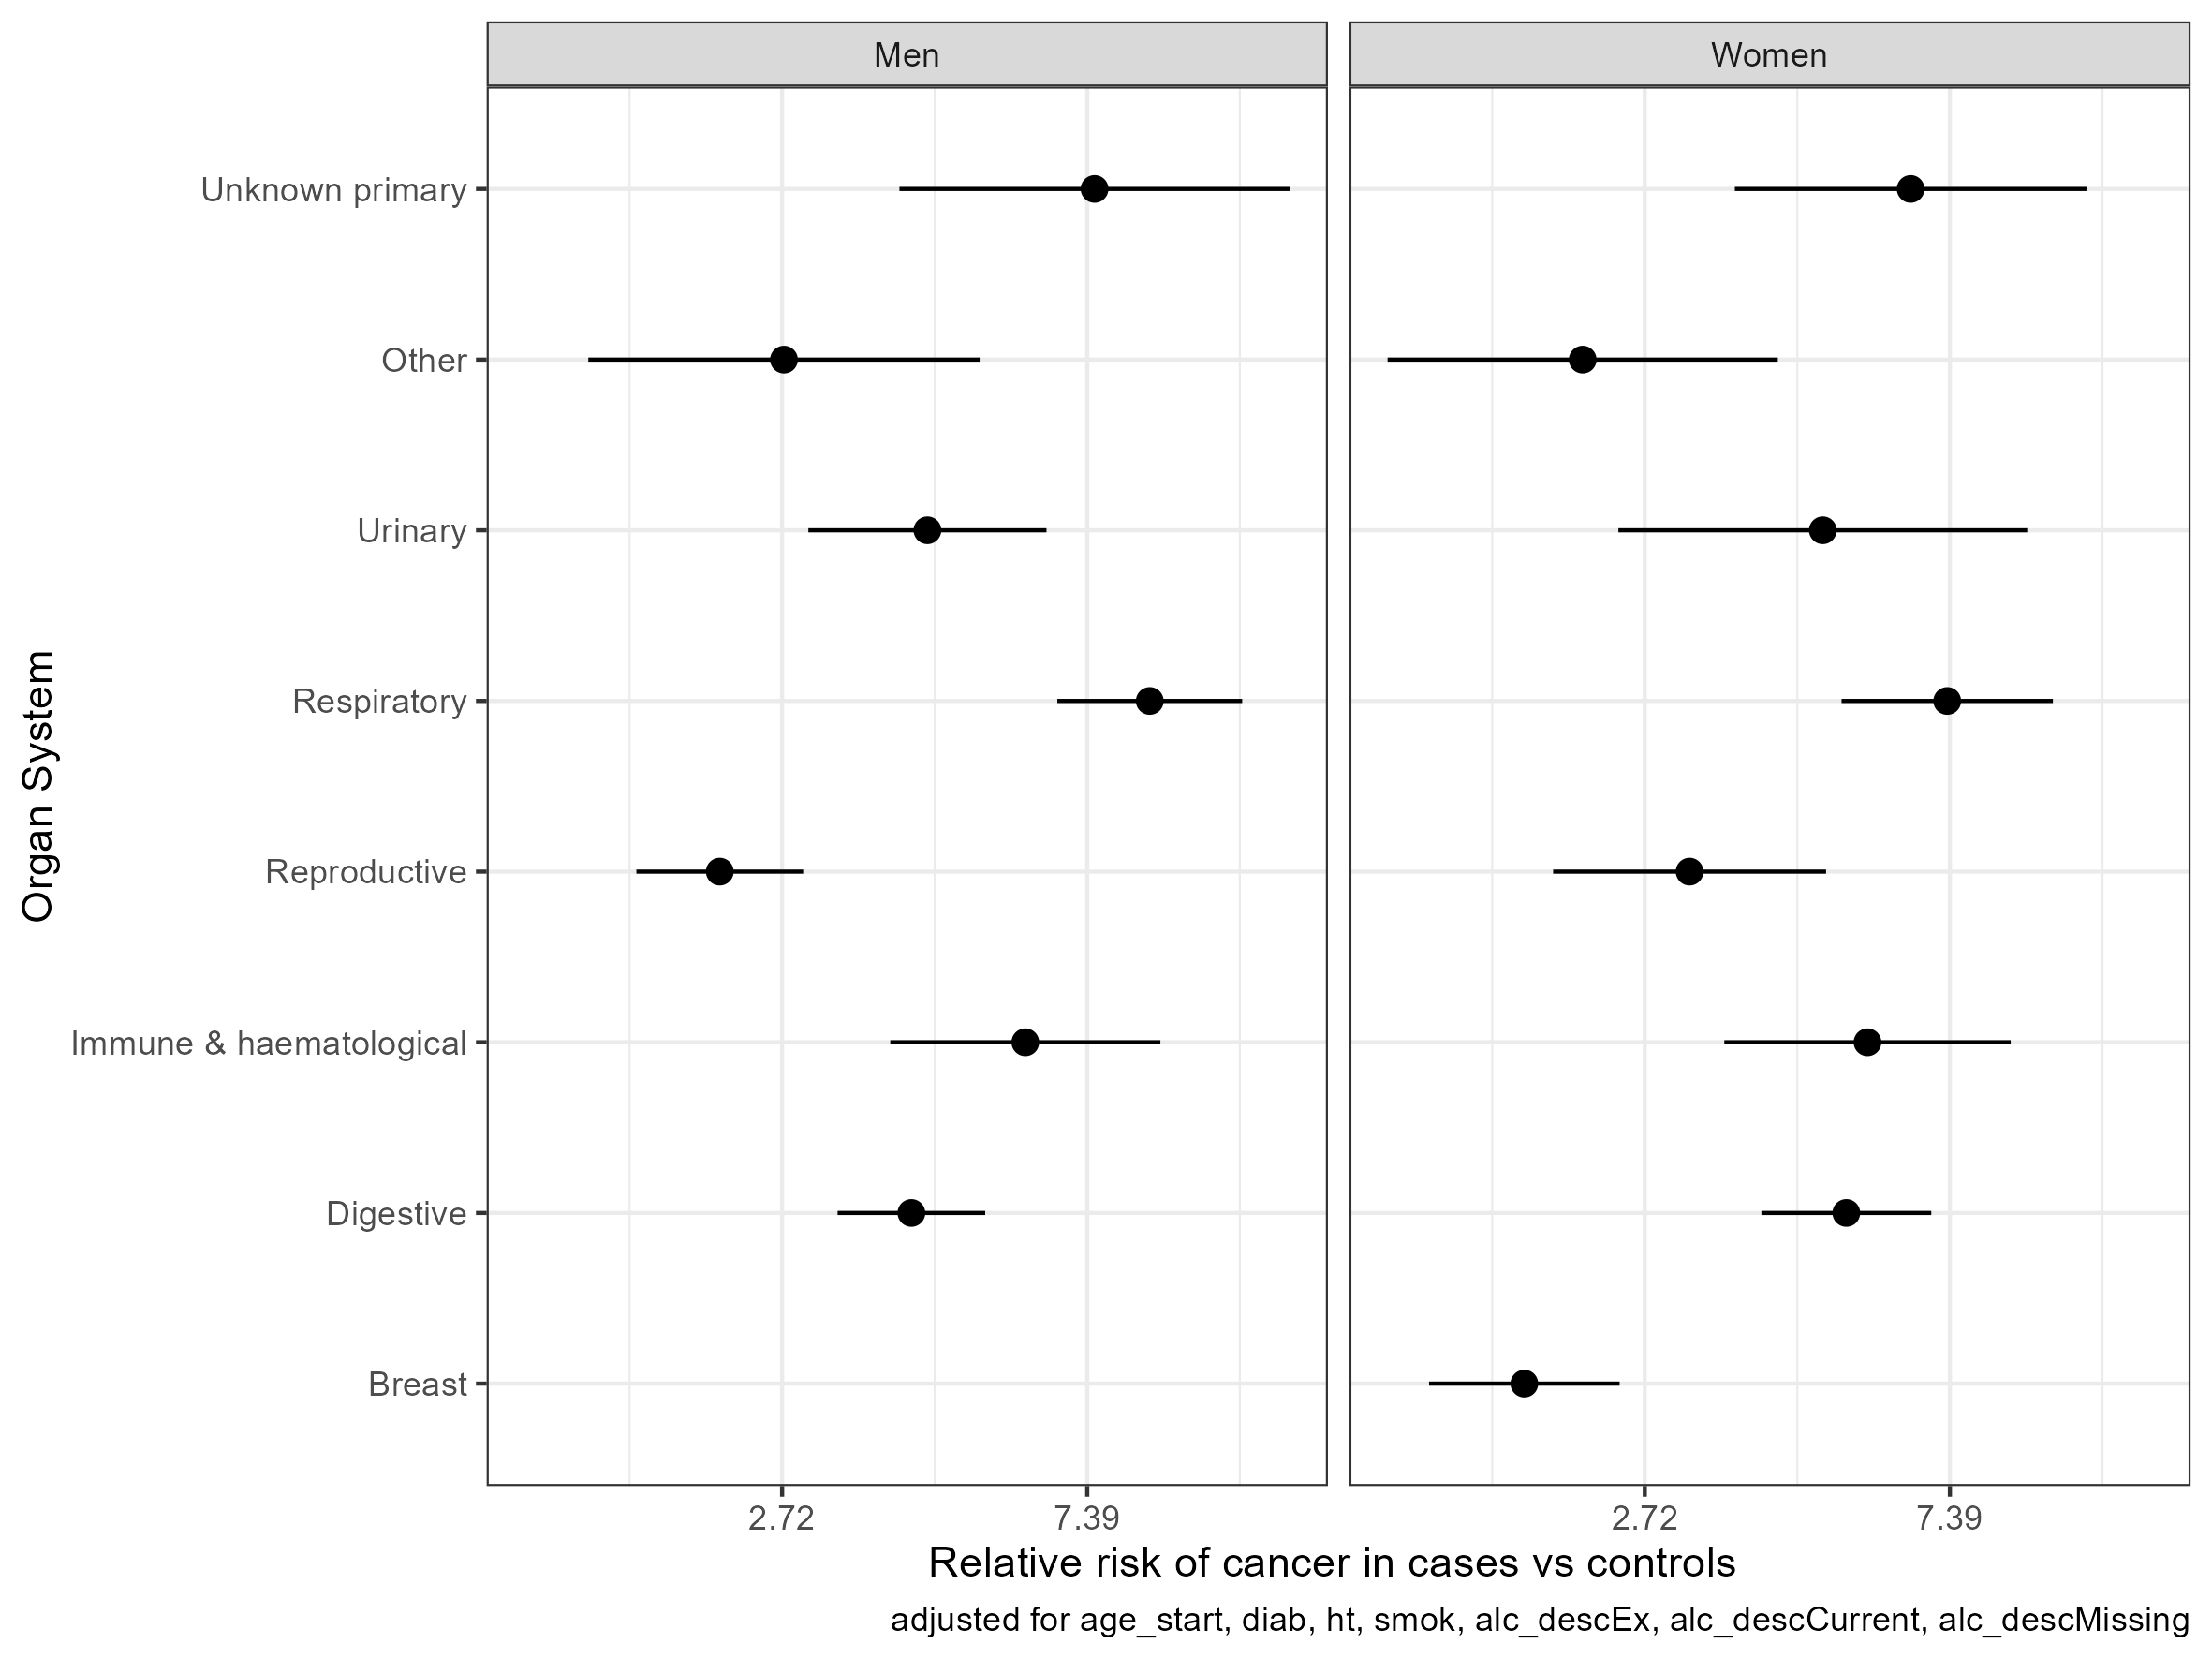 Men
Women
Organ System
Unknown primary
Other
Urinary
Respiratory
Reproductive
Immune & haematological
Digestive
Breast
2.72
7.39
2.72
7.39
Relative risk of cancer in cases vs controls
adjusted for age_start, diab, ht, smok, alc_descEx, alc_descCurrent, alc_descMissing